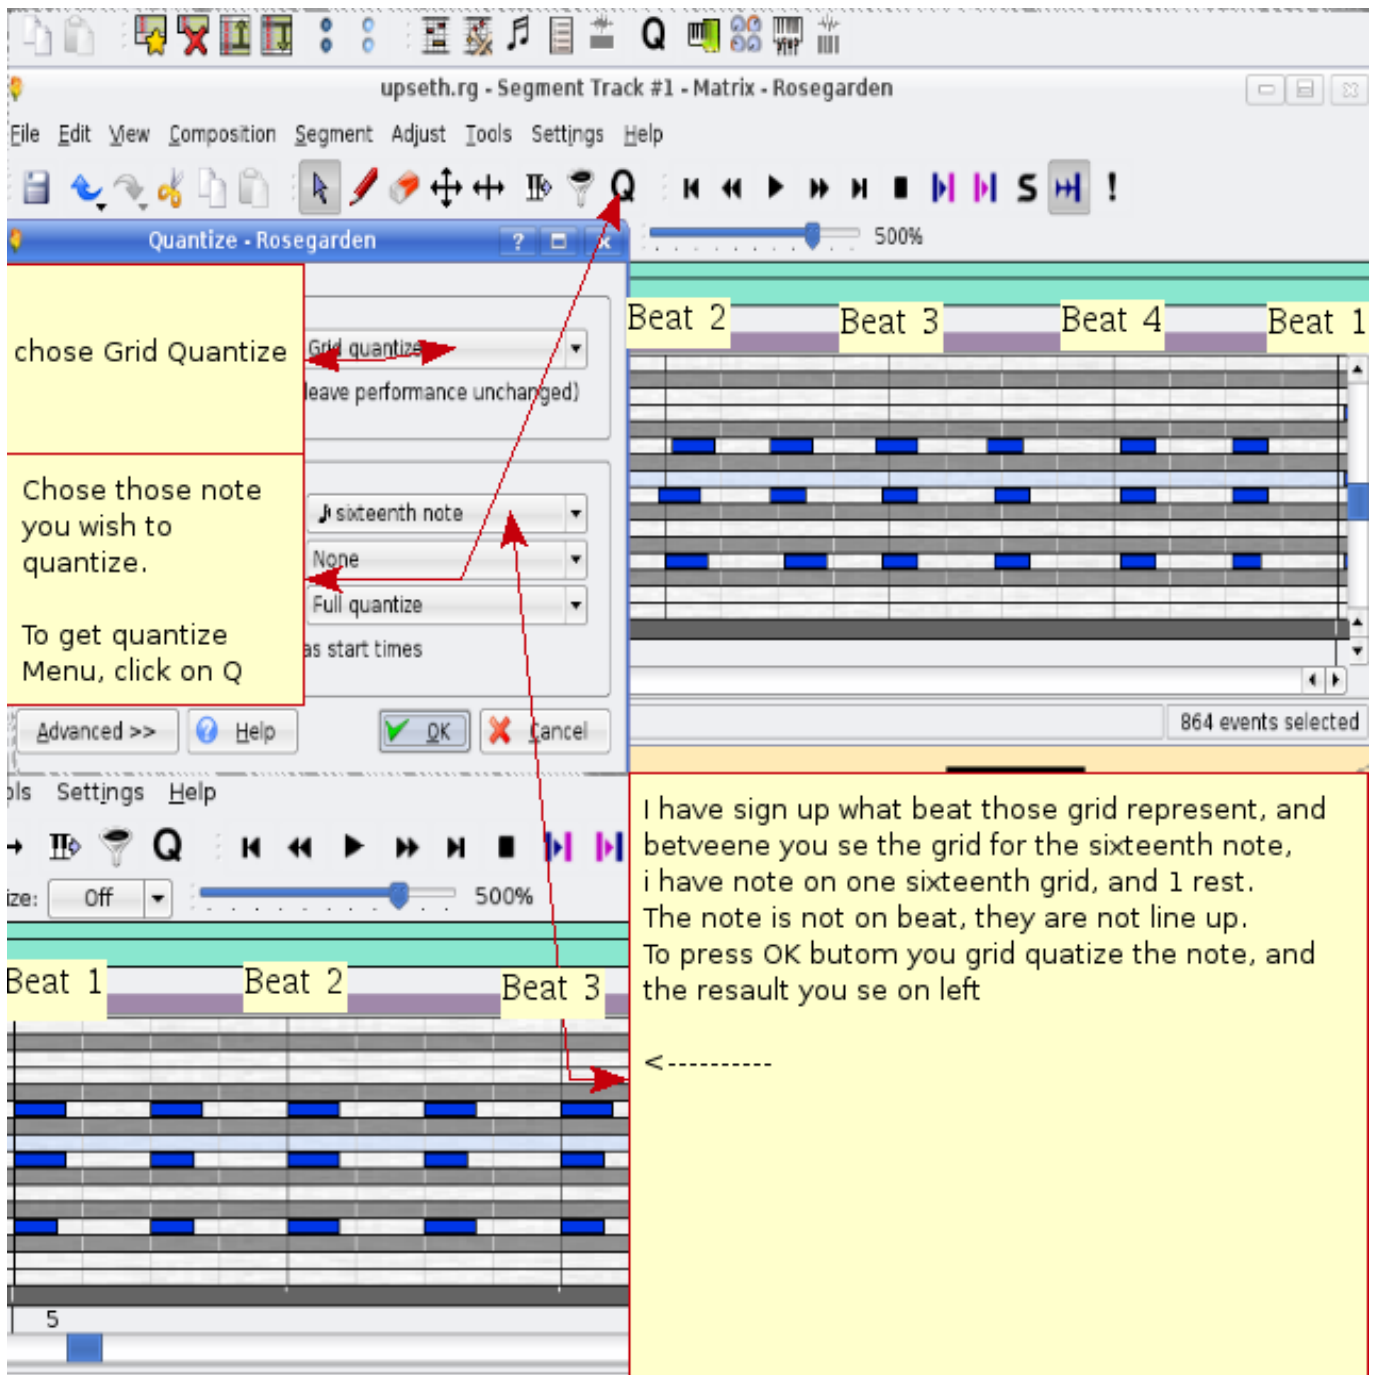 Q
upseth.rg - Segment Track #1 - Matrix - Rosegarden
File Edit View Composition Segment Adjust Tools Settings Help
Q S !
Quantize - Rosegarden ?
500%
Beat 2 Beat 3 Beat 4 Beat 1
chose Grid Quantize
Grid quantize
leave performance unchanged)
Chose those note
you wish to
quantize.
To get quantize
Menu, click on Q
sixteenth note
None
Full quantize
as start times
Advanced >> Help OK Cancel
864 events selected
ols Settings Help
Q
ize: Off 500%
Beat 1 Beat 2 Beat 3
5
I have sign up what beat those grid represent, and
betveene you se the grid for the sixteenth note,
i have note on one sixteenth grid, and 1 rest.
The note is not on beat, they are not line up.
To press OK butom you grid quatize the note, and
the resault you se on left
<----------